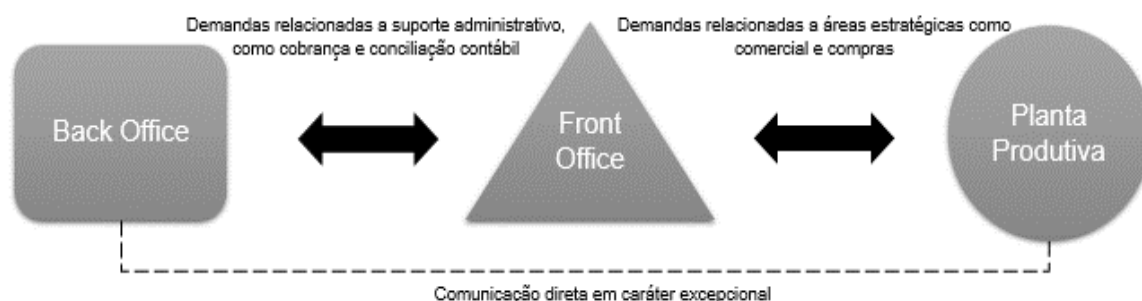 Demandas relacionadas a suporte administrativo,
como cobrança e conciliação contábil
Demandas relacionadas a áreas estratégicas como
comercial e compras
Back Office
Front
Office
Planta
Produtiva
Comunicação direta em caráter excepcional